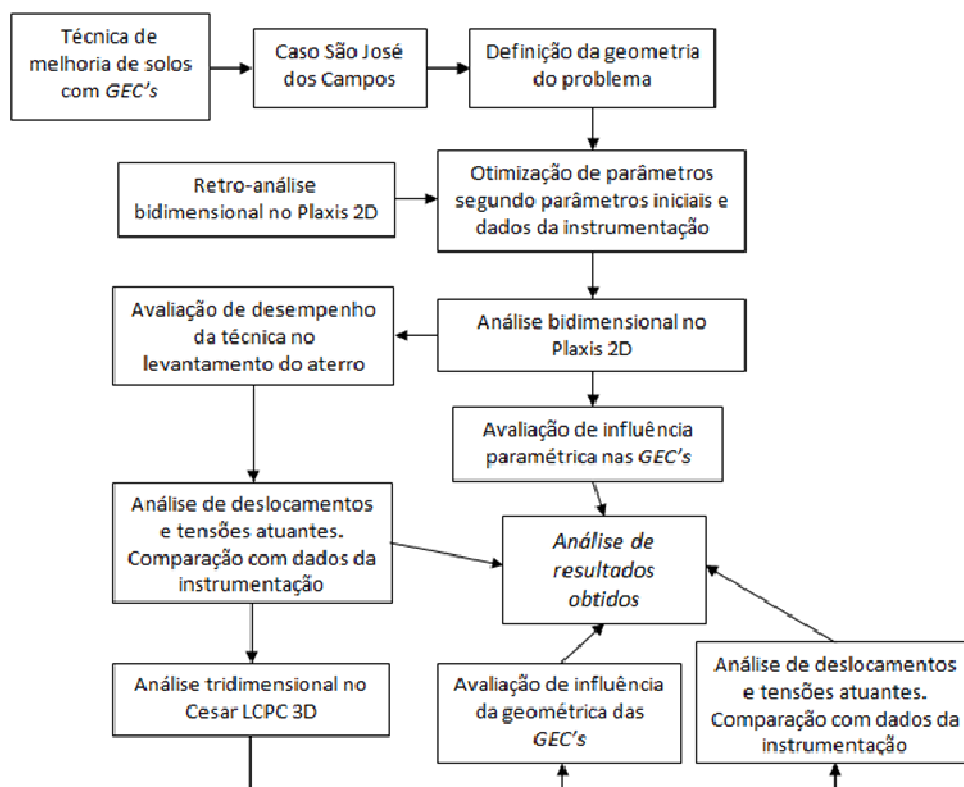 Técnica de
melhoria de solos
com GEC's
Caso São José
dos Campos
Definição da geometria
do problema
Retro-análise
bidimensional no Plaxis 2D
Otimização de parâmetros
segundo parâmetros iniciais e
dados da instrumentação
Avaliação de desempenho
da técnica no
levantamento do aterro
Análise bidimensional no
Plaxis 2D
Avaliação de influência
paramétrica nas GEC's
Análise de deslocamentos
e tensões atuantes.
Comparação com dados da
instrumentação
Análise de
resultados
obtidos
Análise tridimensional no
Cesar LCPC 3D
Avaliação de influência
da geométrica das
GEC's
Análise de deslocamentos
e tensões atuantes.
Comparação com dados da
instrumentação